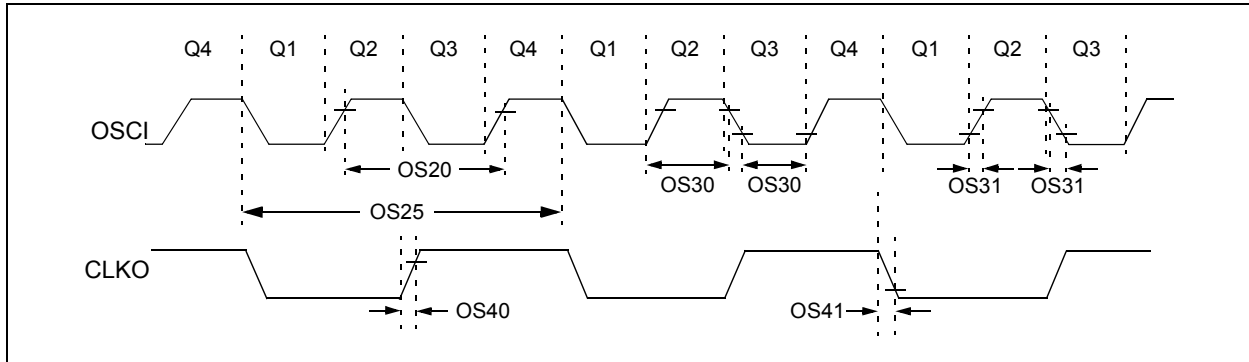 Q4 Q1 Q2 Q3 Q4 Q1 Q2 Q3 Q4 Q1 Q2 Q3
OSCI
OS20
OS30 OS30
OS31 OS31
OS25
CLKO
OS40
OS41